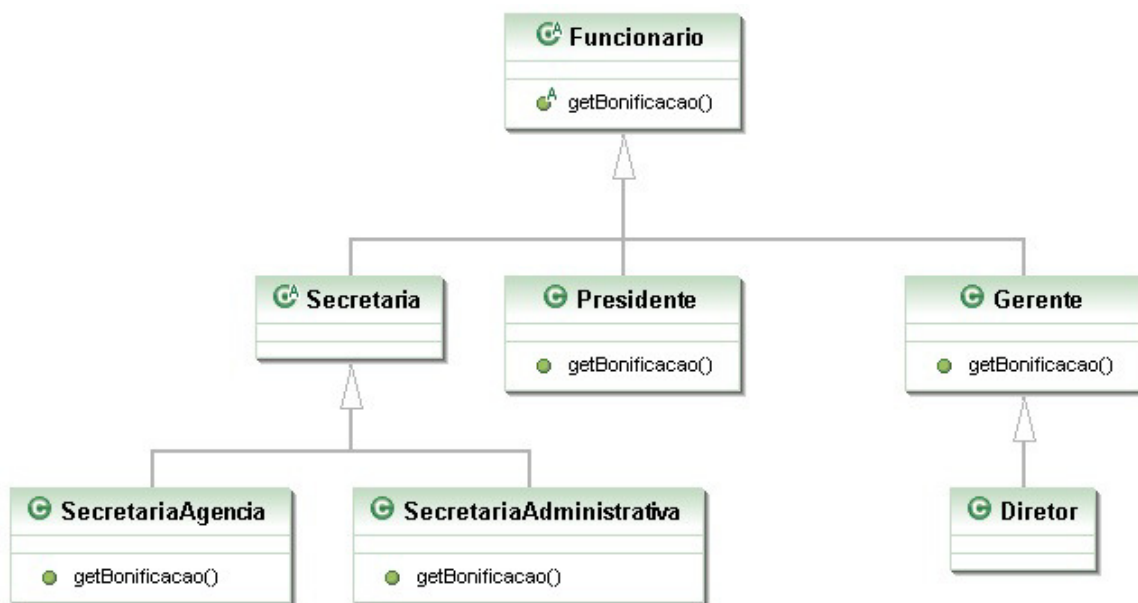 Funcionario
getBonificacao()
Secretaria
Presidente
getBonificacao()
Gerente
getBonificacao()
SecretariaAgencia
getBonificacao()
SecretariaAdministrativa
getBonificacao()
Diretor